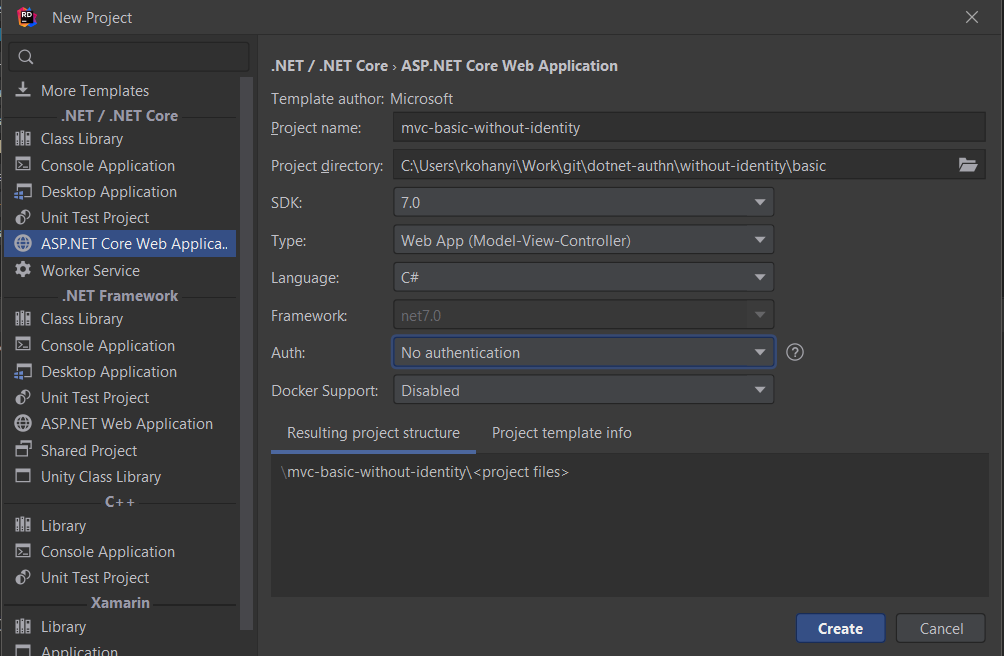 RD
New Project
More Templates
.NET / .NET Core
Class Library
Console Application
Desktop Application
Unit Test Project
ASP.NET Core Web Applica..
Worker Service
.NET Framework
Class Library
Console Application
Desktop Application
Unit Test Project
ASP.NET Web Application
Shared Project
Unity Class Library
C++
Library
Console Application
Unit Test Project
Xamarin
Library
Application
.NET / .NET Core › ASP.NET Core Web Application
Template author: Microsoft
Project name: mvc-basic-without-identity
Project directory: C:\Users\rkohanyi\Work\git\dotnet-authn\without-identity\basic
SDK: 7.0
Type: Web App (Model-View-Controller)
Language: C#
Framework: net7.0
Auth: No authentication ?
Docker Support: Disabled
Resulting project structure Project template info
\mvc-basic-without-identity\<project files>
Create Cancel